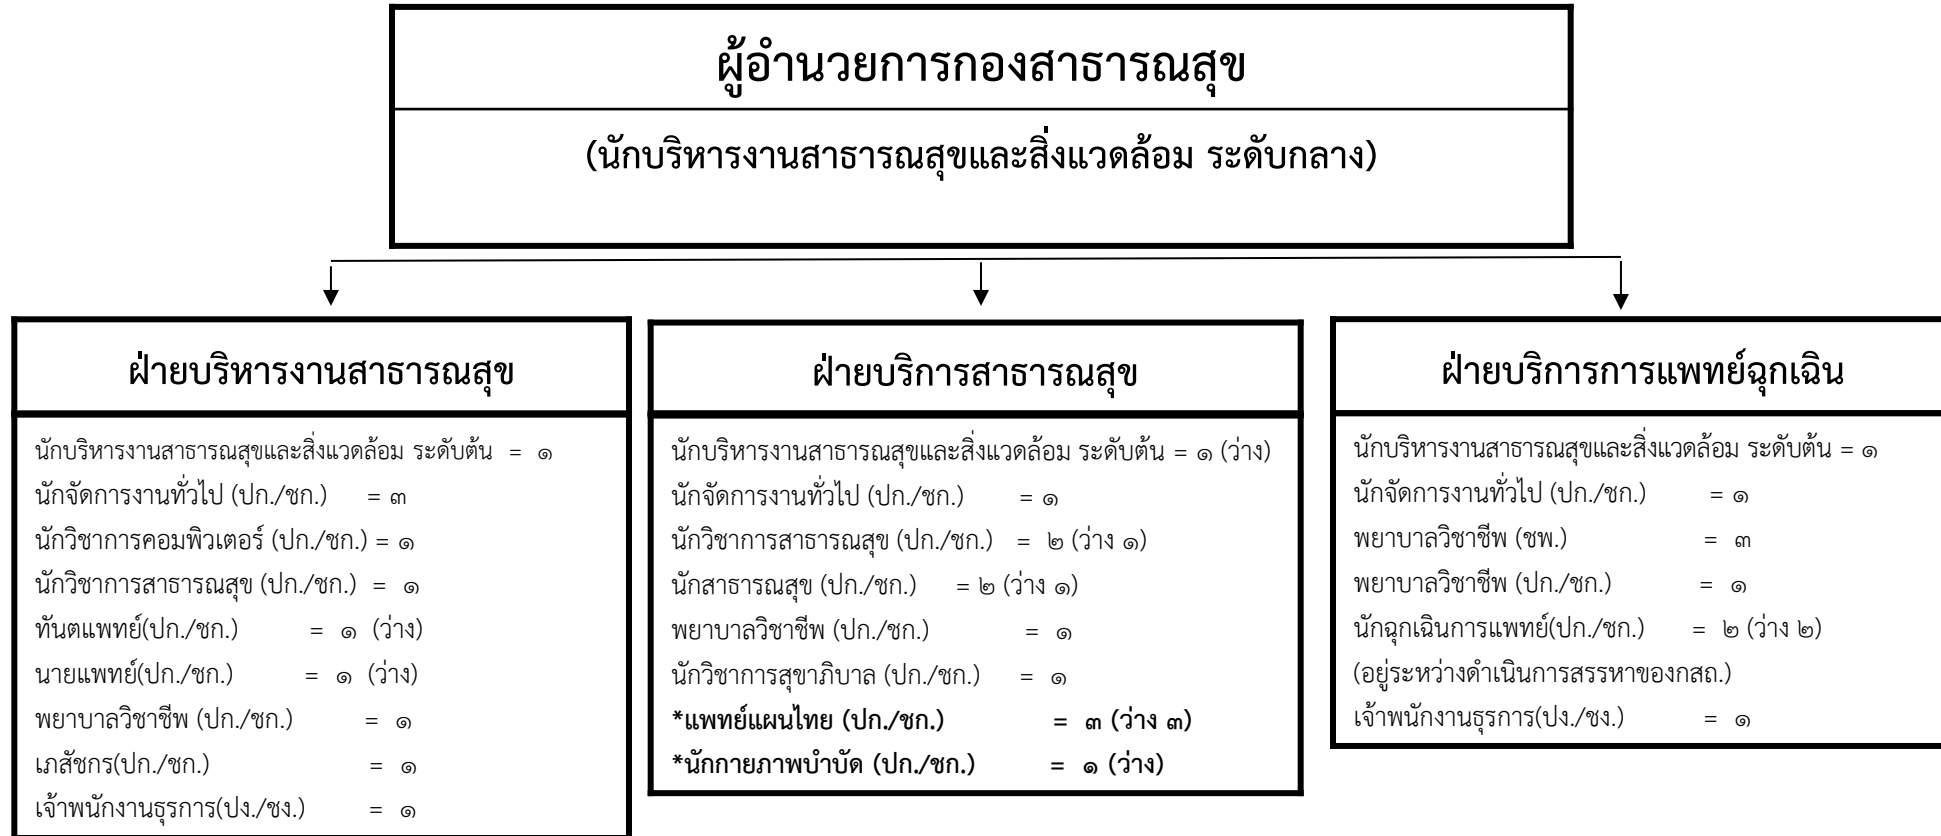 ผู้อำนวยการกองสาธารณสุข
(นักบริหารงานสาธารณสุขและสิ่งแวดล้อม ระดับกลาง)
ฝ่ายบริหารงานสาธารณสุข
นักบริหารงานสาธารณสุขและสิ่งแวดล้อม ระดับต้น = ๑
นักจัดการงานทั่วไป (ปก./ชก.) = ๓
นักวิชาการคอมพิวเตอร์ (ปก./ชก.) = ๑
นักวิชาการสาธารณสุข (ปก./ชก.) = ๑
ทันตแพทย์(ปก./ชก.) = ๑ (ว่าง)
นายแพทย์(ปก./ชก.) = ๑ (ว่าง)
พยาบาลวิชาชีพ (ปก./ชก.) = ๑
เภสัชกร(ปก./ชก.) = ๑
เจ้าพนักงานธุรการ(ปง./ชง.) = ๑
ฝ่ายบริการสาธารณสุข
นักบริหารงานสาธารณสุขและสิ่งแวดล้อม ระดับต้น = ๑ (ว่าง)
นักจัดการงานทั่วไป (ปก./ชก.) = ๑
นักวิชาการสาธารณสุข (ปก./ชก.) = ๒ (ว่าง ๑)
นักสาธารณสุข (ปก./ชก.) = ๒ (ว่าง ๑)
พยาบาลวิชาชีพ (ปก./ชก.) = ๑
นักวิชาการสุขาภิบาล (ปก./ชก.) = ๑
*แพทย์แผนไทย (ปก./ชก.) = ๓ (ว่าง ๓)
*นักกายภาพบำบัด (ปก./ชก.) = ๑ (ว่าง)
ฝ่ายบริการการแพทย์ฉุกเฉิน
นักบริหารงานสาธารณสุขและสิ่งแวดล้อม ระดับต้น = ๑
นักจัดการงานทั่วไป (ปก./ชก.) = ๑
พยาบาลวิชาชีพ (ชพ.) = ๓
พยาบาลวิชาชีพ (ปก./ชก.) = ๑
นักฉุกเฉินการแพทย์(ปก./ชก.) = ๒ (ว่าง ๒)
(อยู่ระหว่างดำเนินการสรรหาของกสถ.)
เจ้าพนักงานธุรการ(ปง./ชง.) = ๑